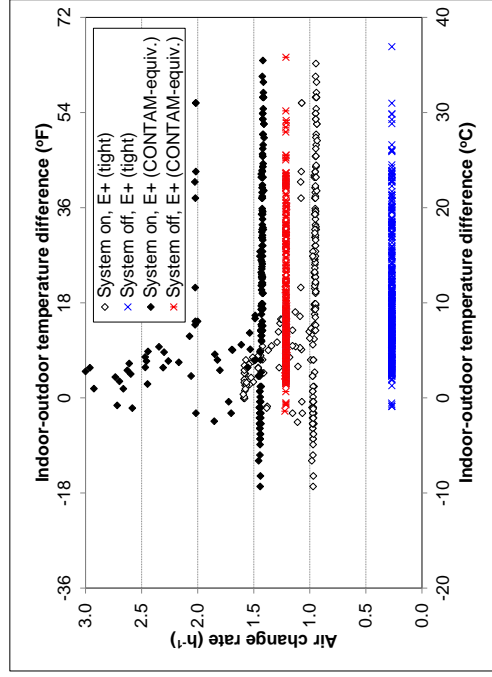 Indoor-outdoor temperature difference (ºF)
-36 -18 0 18 36 54 72
3.0
2.5
2.0
1.5
1.0
0.5
0.0
Air change rate (h-1)
System on, E+ (tight)
System off, E+ (tight)
System on, E+ (CONTAM-equiv.)
System off, E+ (CONTAM-equiv.)
-20 -10 0 10 20 30 40
Indoor-outdoor temperature difference (ºC)